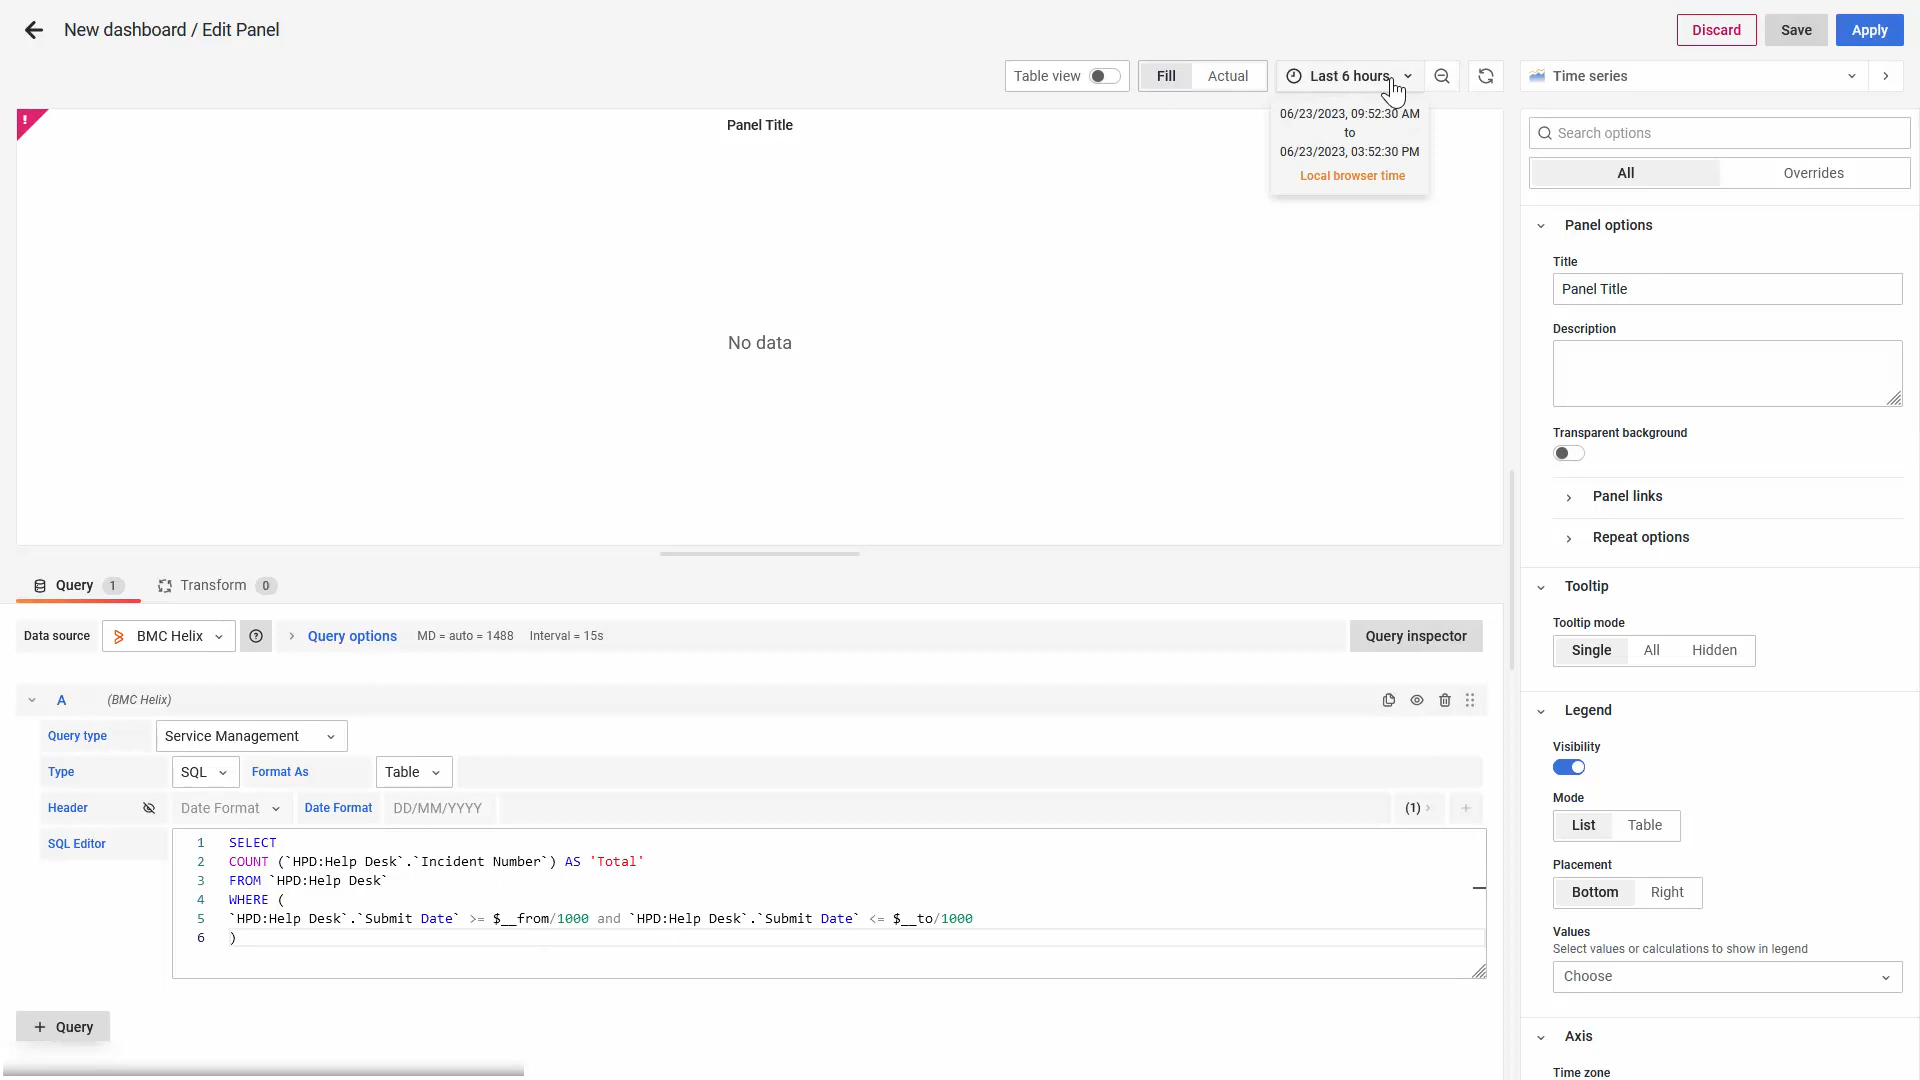 New dashboard / Edit Panel
Discard
Save
Apply
Table view
Fill
Actual
Last 6 hours
Time series
!
Panel Title
06/23/2023, 09:52:30 AM
to
06/23/2023, 03:52:30 PM
Local browser time
No data
Search options
All
Overrides
Panel options
Title
Panel Title
Description
Transparent background
Panel links
Repeat options
Tooltip
Tooltip mode
Single
All
Hidden
Legend
Visibility
Mode
List
Table
Placement
Bottom
Right
Values
Select values or calculations to show in legend
Choose
Axis
Time zone
Query 1
Transform 0
Data source
BMC Helix
?
Query options
MD = auto = 1488
Interval = 15s
Query inspector
A
(BMC Helix)
Query type
Service Management
Type
SQL
Format As
Table
Header
Date Format
Date Format
DD/MM/YYYY
(1) >
+
SQL Editor
1 SELECT
2 COUNT (`HPD:Help Desk`.`Incident Number`) AS 'Total'
3 FROM `HPD:Help Desk`
4 WHERE (
5 `HPD:Help Desk`.`Submit Date` >= $__from/1000 and `HPD:Help Desk`.`Submit Date` <= $__to/1000
6 )
+ Query